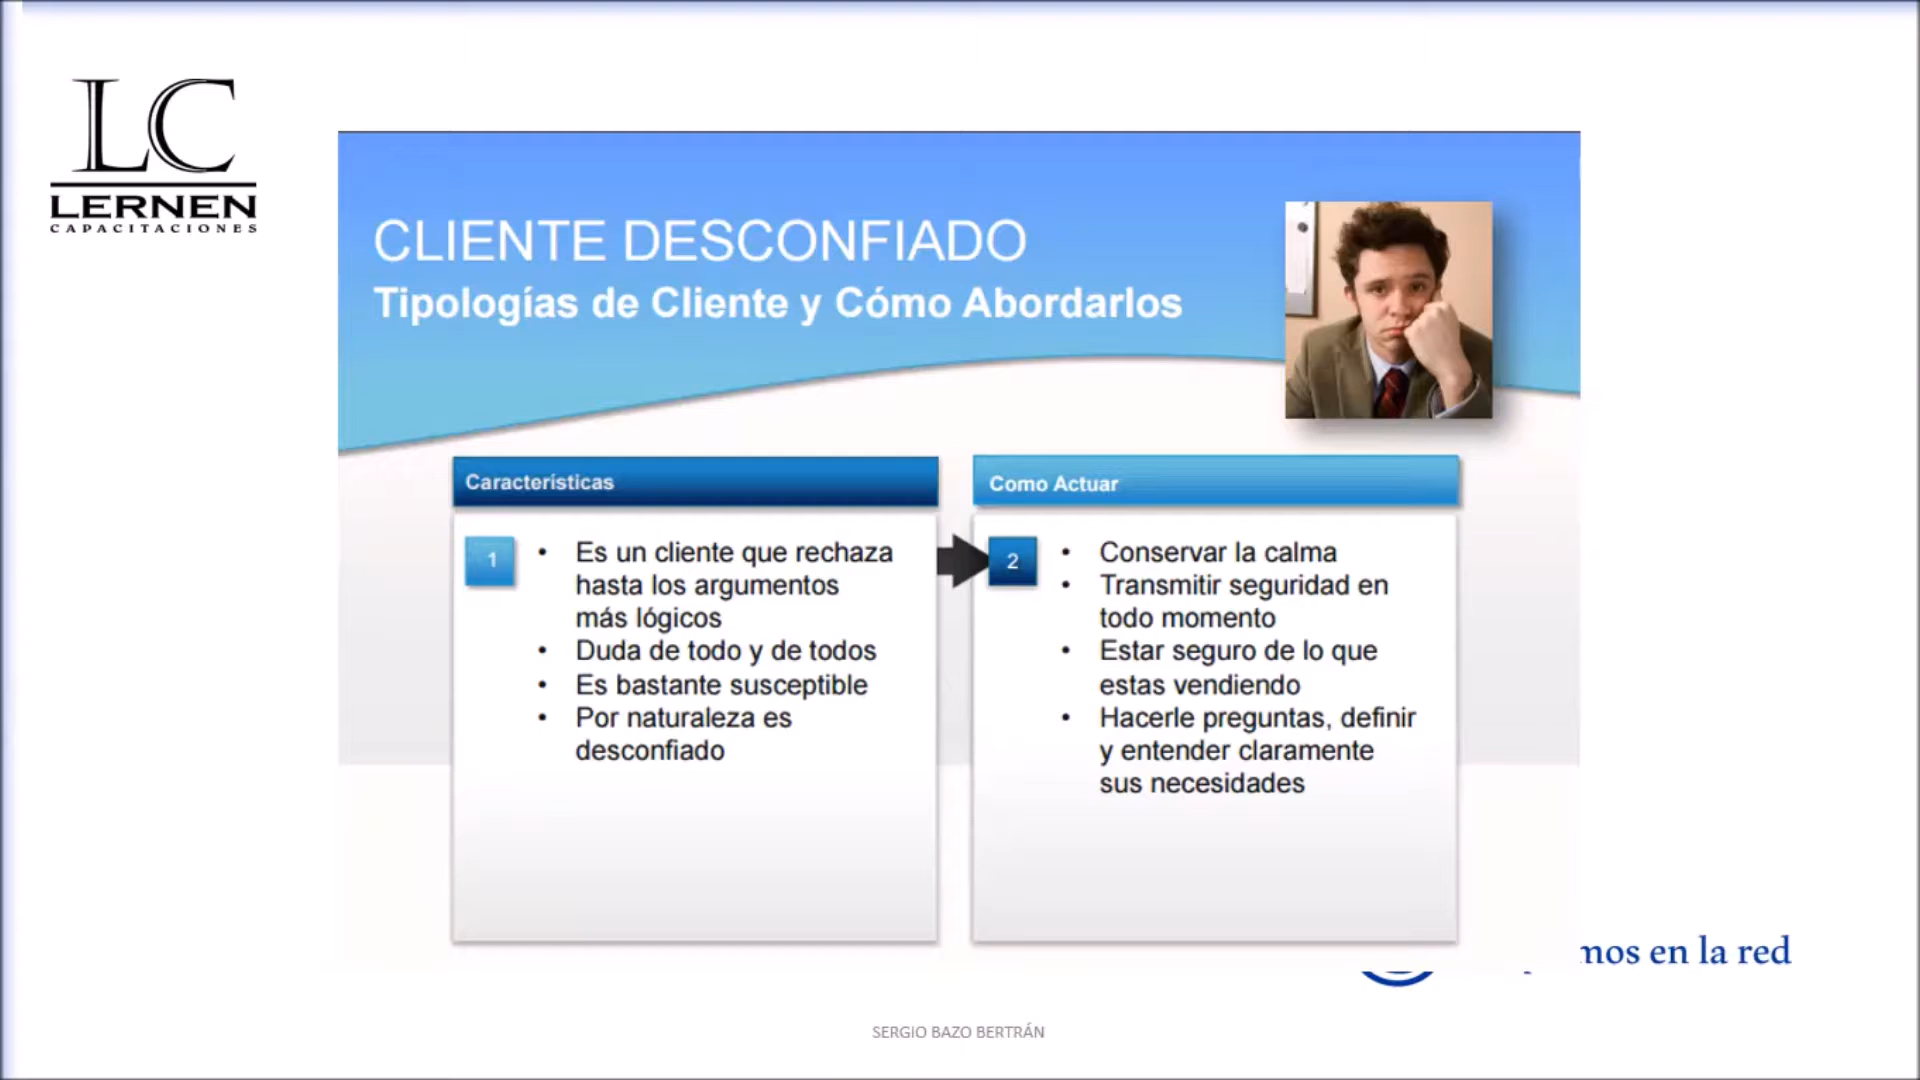 LC
LERNEN
CAPACITACIONES
CLIENTE DESCONFIADO
Tipologías de Cliente y Cómo Abordarlos
Características
1
• Es un cliente que rechaza
hasta los argumentos
más lógicos
• Duda de todo y de todos
• Es bastante susceptible
• Por naturaleza es
desconfiado
Como Actuar
2
• Conservar la calma
• Transmitir seguridad en
todo momento
• Estar seguro de lo que
estas vendiendo
• Hacerle preguntas, definir
y entender claramente
sus necesidades
en la red
SERGIO BAZO BERTRÁN